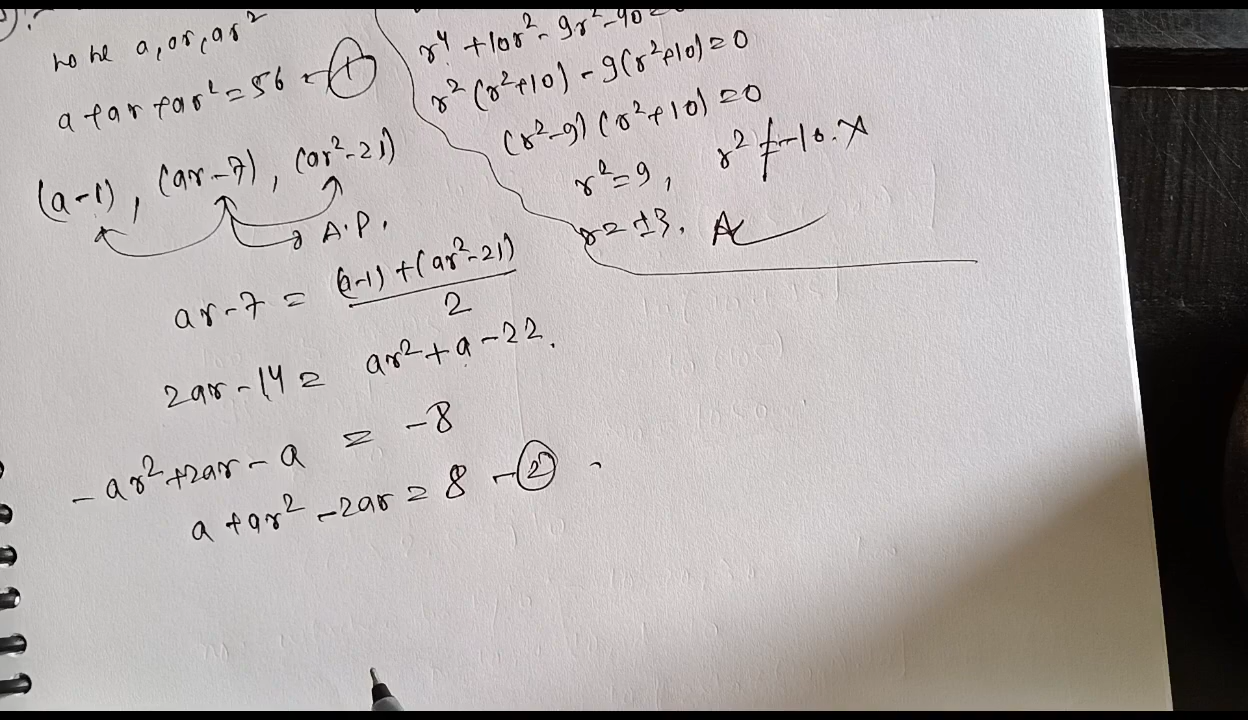 no be a, ar, ar²
a + ar + ar² = 56 - ①
(a-1), (ar-7), (ar²-21)
A.P.
ar-7 = (a-1) + (ar²-21) / 2
2ar - 14 = ar² + a - 22.
-ar² + 2ar - a = -8
a + ar² - 2ar = 8 - ②
r⁴ + 10r² - 9r² - 90 =
r² (r²+10) - 9(r²+10) = 0
(r²-9) (r²+10) = 0
r² = 9, r² ≠ -10. X
r = ±3. A